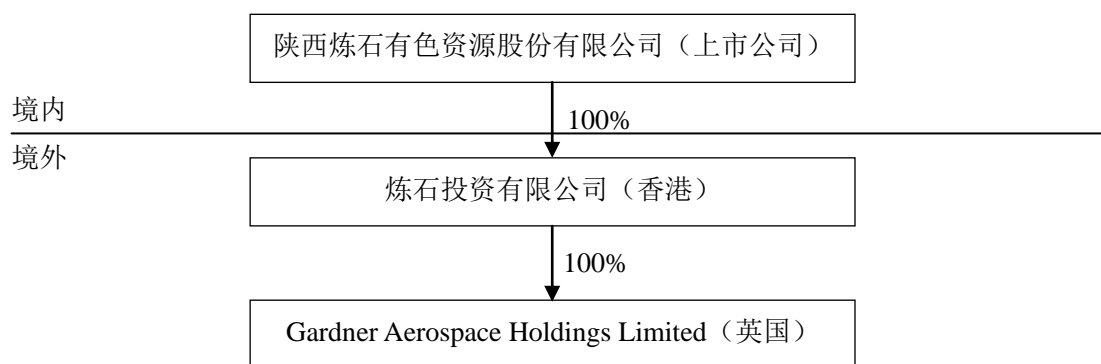 陕西炼石有色资源股份有限公司（上市公司）
境内
100%
境外
炼石投资有限公司（香港）
100%
Gardner Aerospace Holdings Limited（英国）